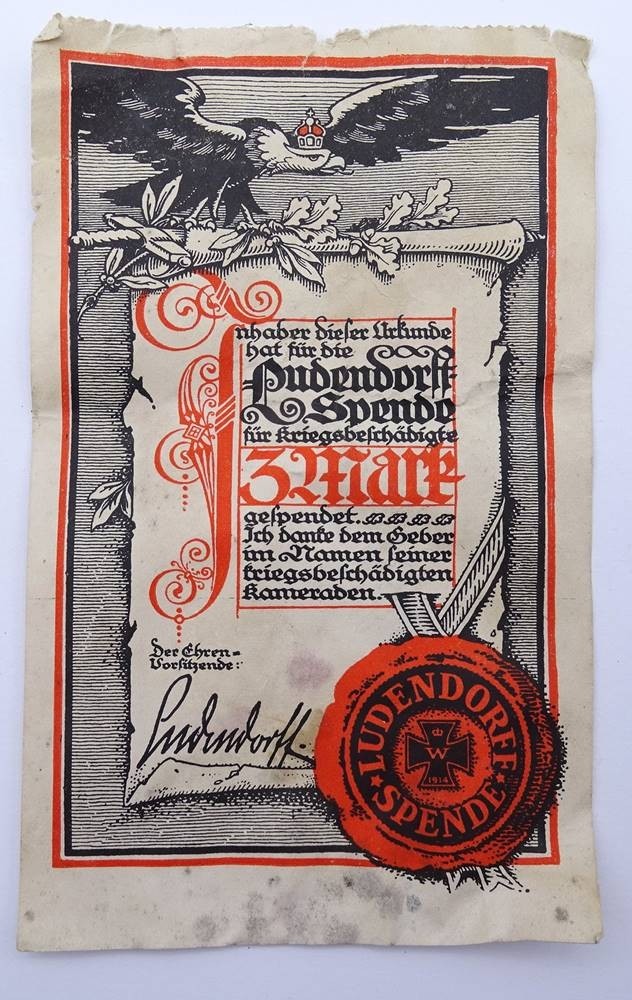 Inhaber dieser Urkunde
hat für die
Ludendorff-
Spende
für Kriegsbeschädigte
3 Mark
gespendet.
Ich danke dem Geber
im Namen seiner
kriegsbeschädigten
Kameraden.
Der Ehren=
Vorsitzende:
Ludendorff.
LUDENDORFF
SPENDE
W
1914